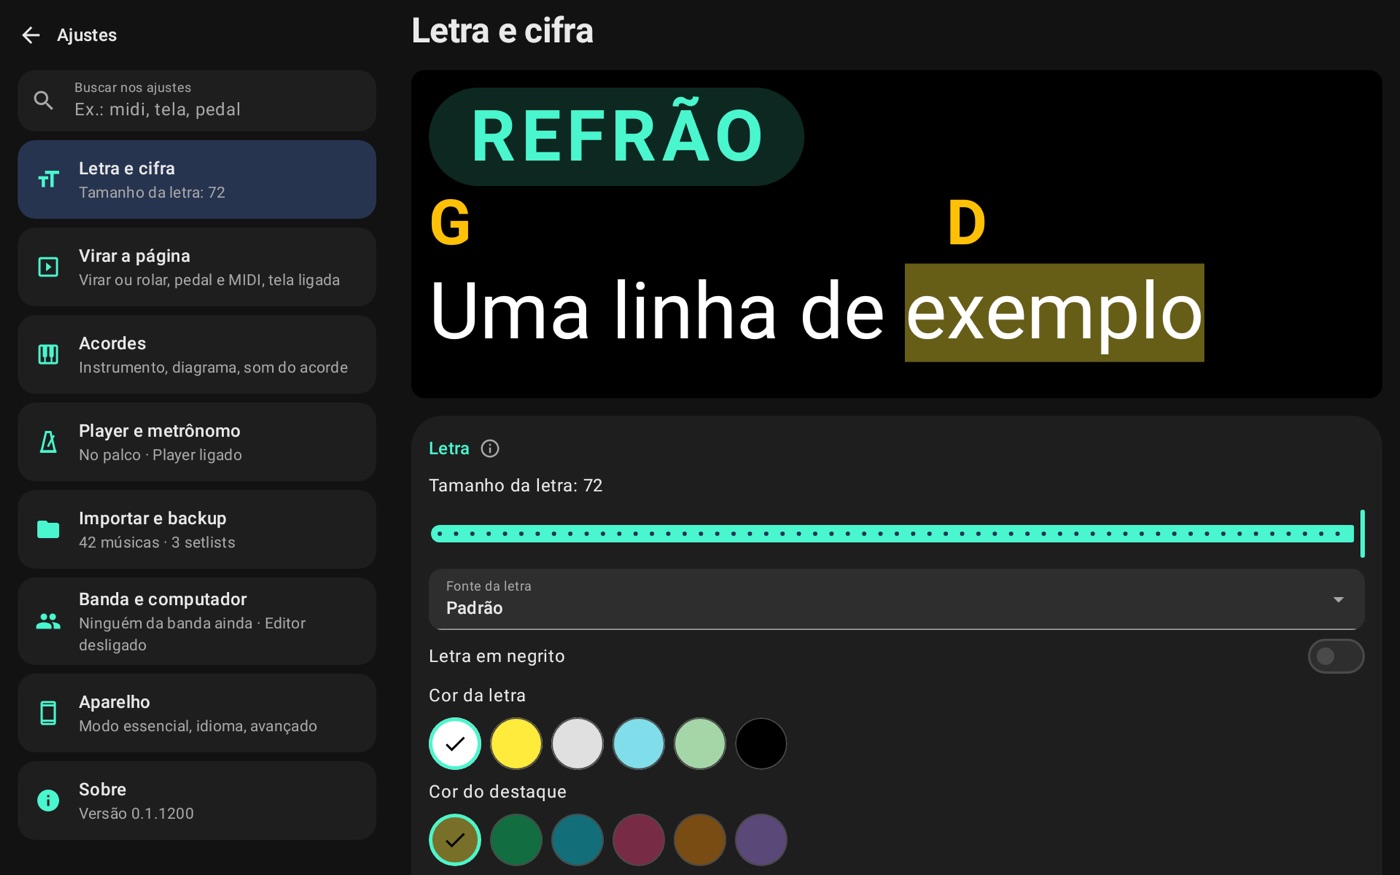 Ajustes
Buscar nos ajustes
Ex.: midi, tela, pedal
Letra e cifra
Tamanho da letra: 72
Virar a página
Virar ou rolar, pedal e MIDI, tela ligada
Acordes
Instrumento, diagrama, som do acorde
Player e metrônomo
No palco · Player ligado
Importar e backup
42 músicas · 3 setlists
Banda e computador
Ninguém da banda ainda · Editor
desligado
Aparelho
Modo essencial, idioma, avançado
Sobre
Versão 0.1.1200
Letra e cifra
REFRÃO
G D
Uma linha de exemplo
Letra
Tamanho da letra: 72
Fonte da letra
Padrão
Letra em negrito
Cor da letra
Cor do destaque